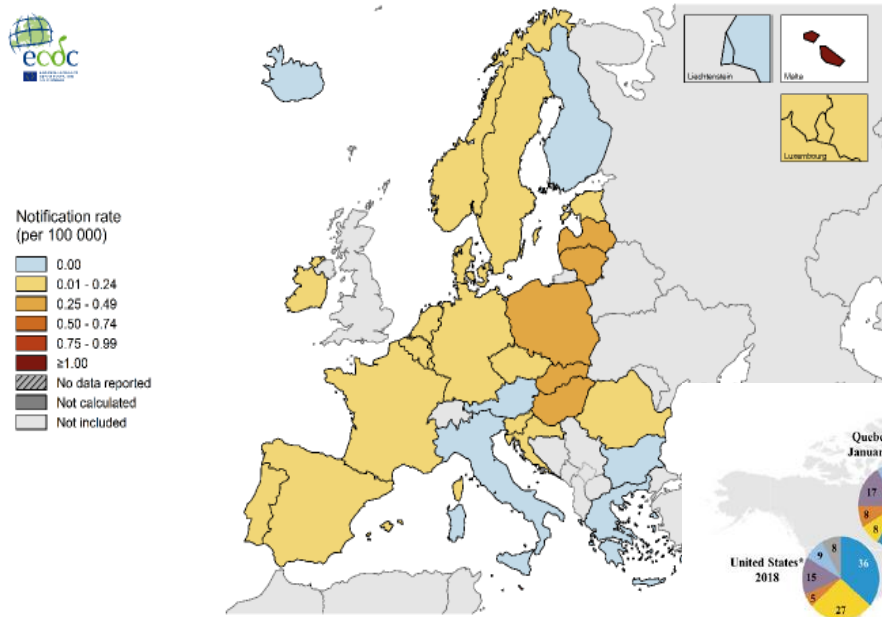 ecdc
Liechtenstein
Malta
Luxembourg
Notification rate
(per 100 000)
0.00
0.01 - 0.24
0.25 - 0.49
0.50 - 0.74
0.75 - 0.99
≥1.00
No data reported
Not calculated
Not included
17
8
8
United States*
2018
9
8
36
15
5
27